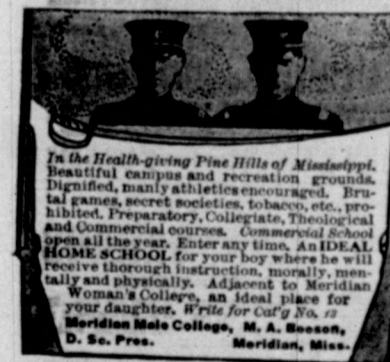 In the Health-giving Pine Hills of Mississippi.
Beautiful campus and recreation grounds.
Dignified, manly athletics encouraged. Bru-
tal games, secret societies, tobacco, etc., pro-
hibited. Preparatory, Collegiate, Theological
and Commercial courses. Commercial School
open all the year. Enter any time. An IDEAL
HOME SCHOOL for your boy where he will
receive thorough instruction, morally, men-
tally and physically. Adjacent to Meridian
Woman's College, an ideal place for
your daughter. Write for Cat'g No. 12
Meridian Male College, M. A. Beeson,
D. Sc. Pres. Meridian, Miss.